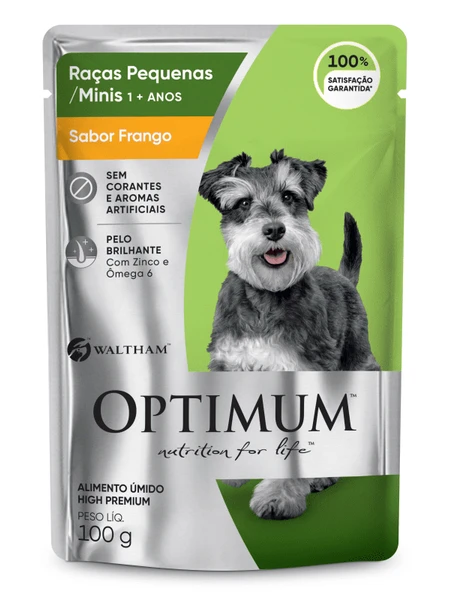 Raças Pequenas
/Minis 1 + ANOS
100%
SATISFAÇÃO
GARANTIDA*
Sabor Frango
SEM
CORANTES
E AROMAS
ARTIFICIAIS
PELO
BRILHANTE
Com Zinco e
Ômega 6
WALTHAM™
OPTIMUM™
nutrition for life™
ALIMENTO ÚMIDO
HIGH PREMIUM
PESO LÍQ.
100 g